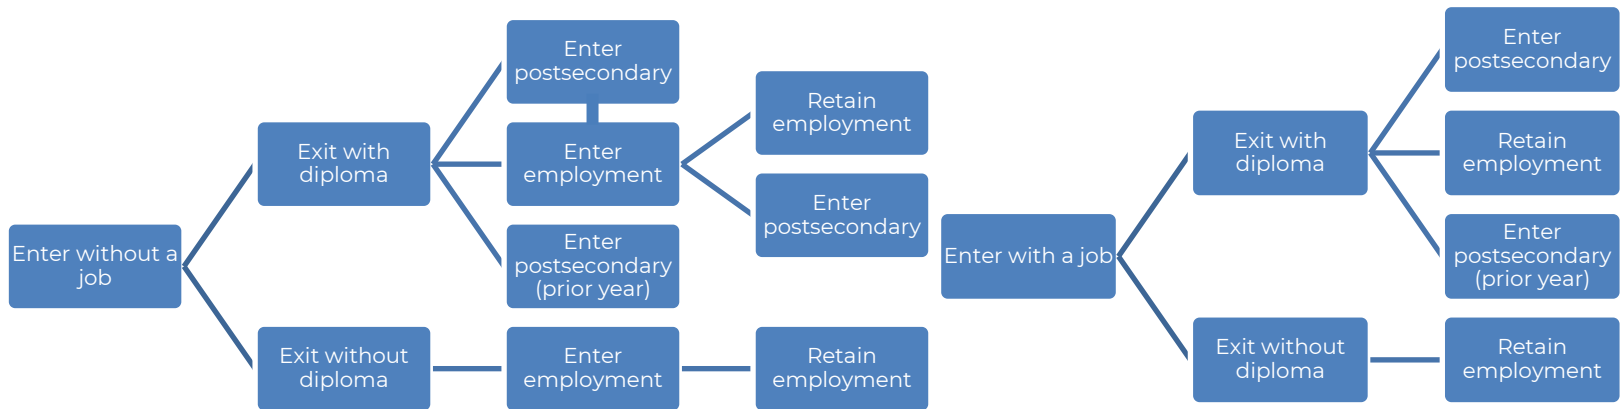 Enter without a
job
Exit with
diploma
Enter
postsecondary
Enter
employment
Enter
postsecondary
(prior year)
Retain
employment
Enter
postsecondary
Exit without
diploma
Enter
employment
Retain
employment
Enter with a job
Exit with
diploma
Enter
postsecondary
Retain
employment
Enter
postsecondary
(prior year)
Exit without
diploma
Retain
employment